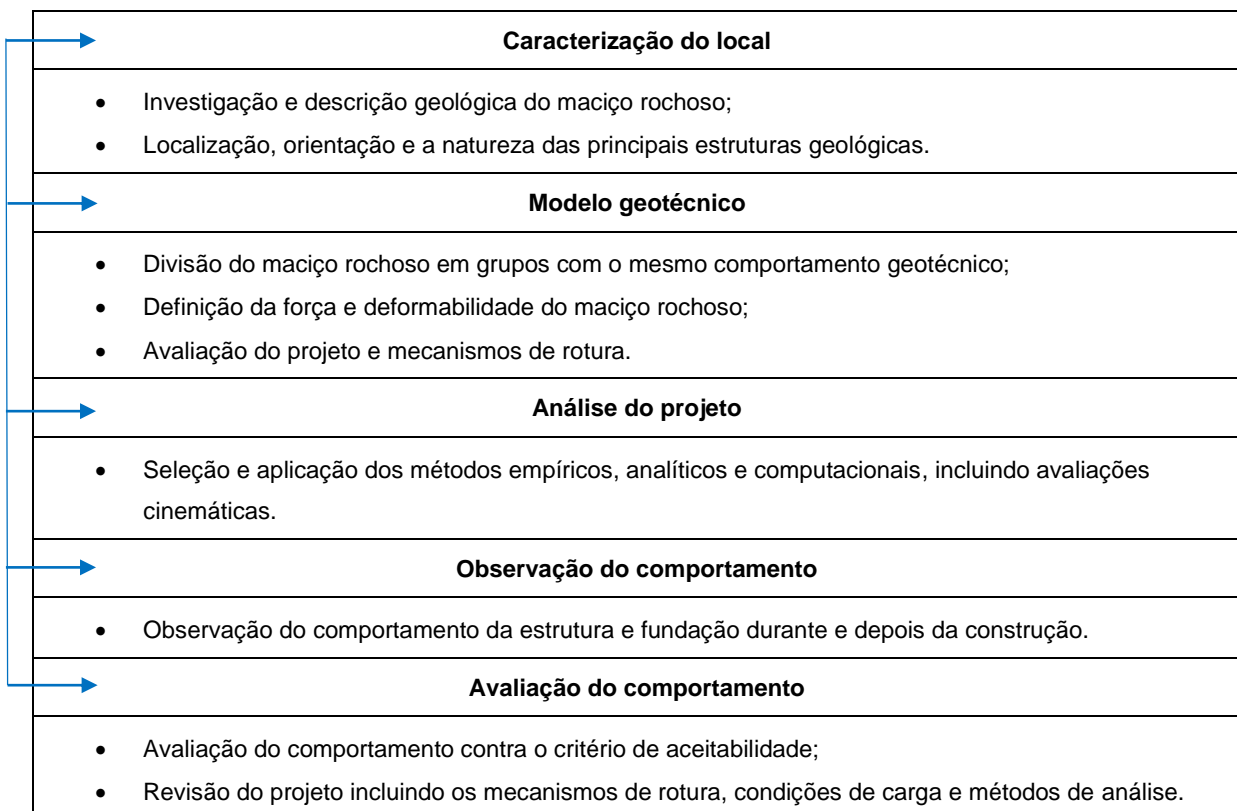 Caracterização do local
• Investigação e descrição geológica do maciço rochoso;
• Localização, orientação e a natureza das principais estruturas geológicas.
Modelo geotécnico
• Divisão do maciço rochoso em grupos com o mesmo comportamento geotécnico;
• Definição da força e deformabilidade do maciço rochoso;
• Avaliação do projeto e mecanismos de rotura.
Análise do projeto
• Seleção e aplicação dos métodos empíricos, analíticos e computacionais, incluindo avaliações
cinemáticas.
Observação do comportamento
• Observação do comportamento da estrutura e fundação durante e depois da construção.
Avaliação do comportamento
• Avaliação do comportamento contra o critério de aceitabilidade;
• Revisão do projeto incluindo os mecanismos de rotura, condições de carga e métodos de análise.